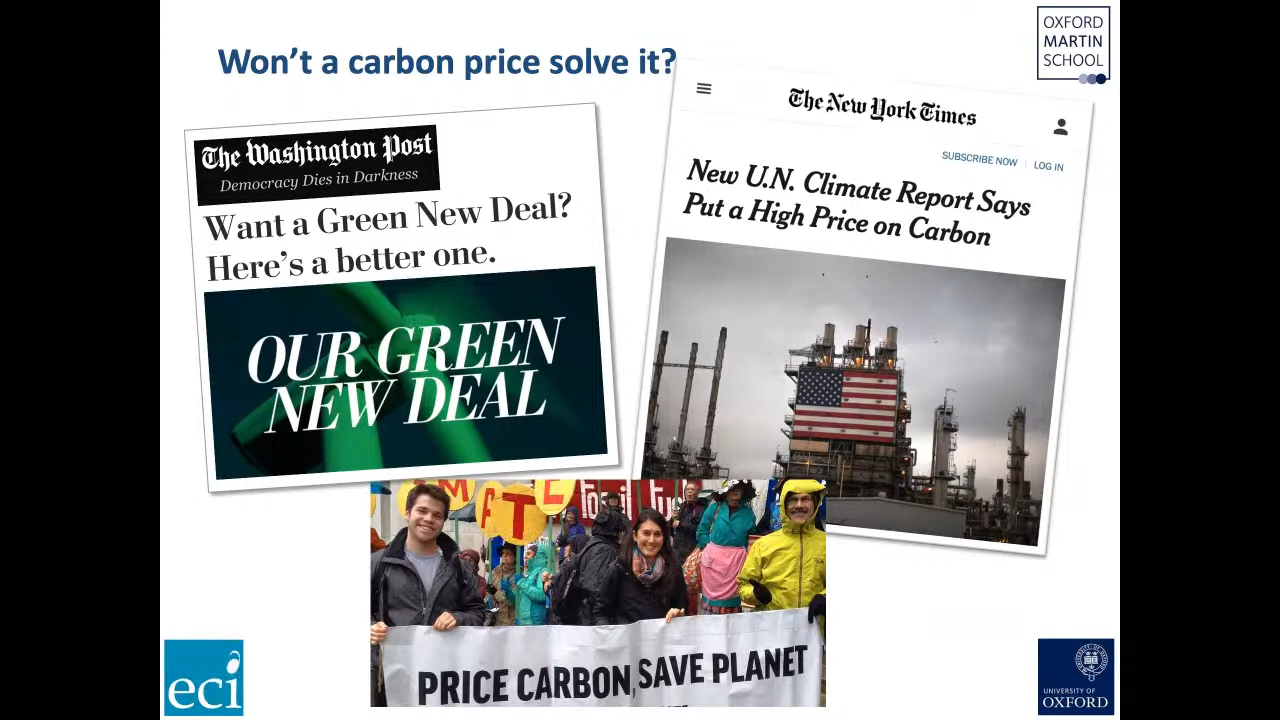 Won't a carbon price solve it?
OXFORD
MARTIN
SCHOOL
The Washington Post
Democracy Dies in Darkness
Want a Green New Deal?
Here's a better one.
OUR GREEN
NEW DEAL
The New York Times
SUBSCRIBE NOW | LOG IN
New U.N. Climate Report Says
Put a High Price on Carbon
PRICE CARBON, SAVE PLANET
eci
UNIVERSITY OF
OXFORD